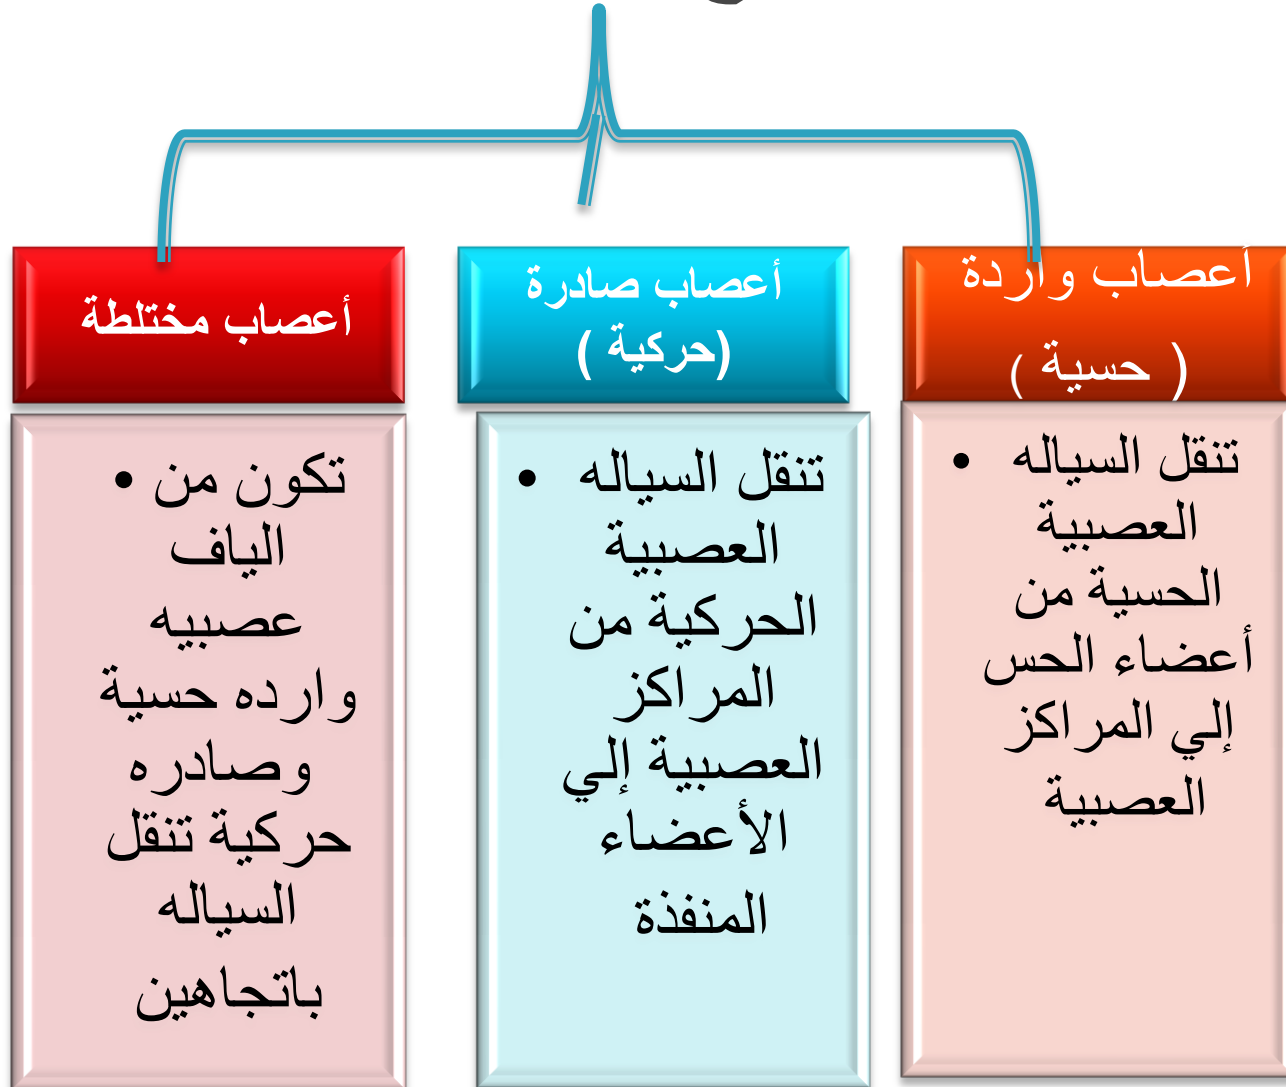 أعصاب واردة
( حسية )
• تنقل السياله
العصبية
الحسية من
أعضاء الحس
إلي المراكز
العصبية
أعصاب صادرة
(حركية )
• تنقل السياله
العصبية
الحركية من
المراكز
العصبية إلي
الأعضاء
المنفذة
أعصاب مختلطة
• تكون من
الياف
عصبيه
وارده حسية
وصادره
حركية تنقل
السياله
باتجاهين